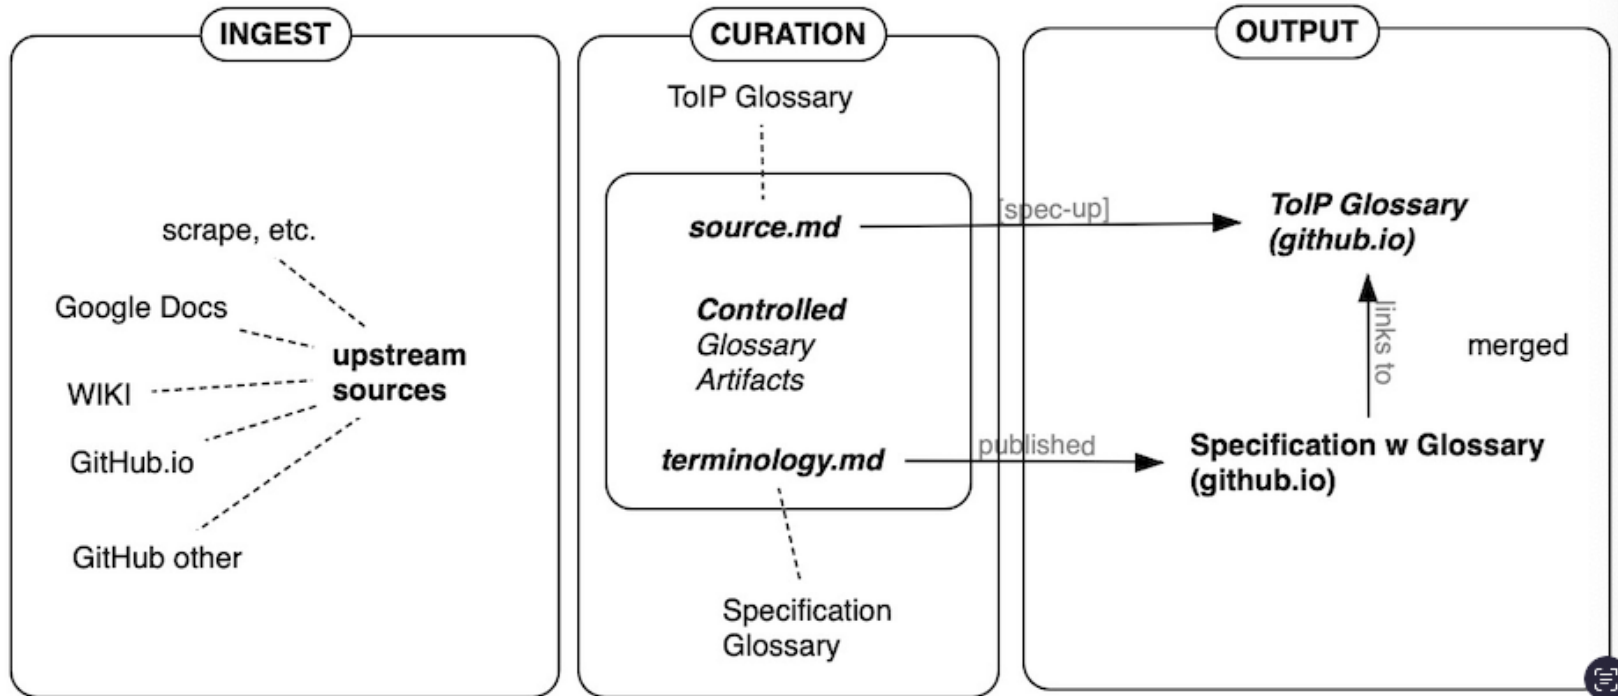 INGEST
scrape, etc.
Google Docs
upstream
sources
WIKI
GitHub.io
GitHub other
CURATION
ToIP Glossary
source.md
Controlled
Glossary
Artifacts
terminology.md
Specification
Glossary
[spec-up]
published
OUTPUT
ToIP Glossary
(github.io)
links to
merged
Specification w Glossary
(github.io)